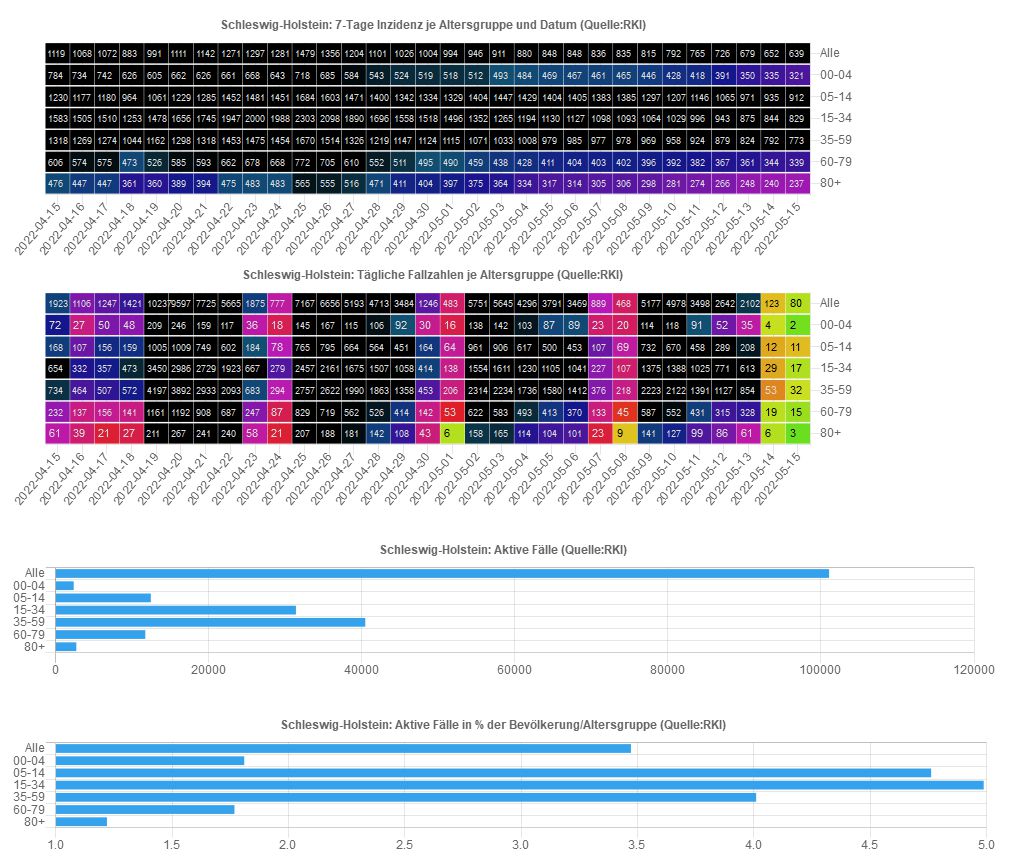 Schleswig-Holstein: 7-Tage Inzidenz je Altersgruppe und Datum (Quelle:RKI)
1119 1068 1072 883 991 1111 1142 1271 1297 1281 1479 1356 1204 1101 1026 1004 994 946 911 880 848 848 836 835 815 792 765 726 679 652 639 Alle
784 734 742 626 605 662 626 661 668 643 718 685 584 543 524 519 518 512 493 484 469 467 461 465 446 428 418 391 350 335 321 00-04
1230 1177 1180 964 1061 1229 1285 1452 1481 1451 1684 1603 1471 1400 1342 1334 1329 1404 1447 1429 1404 1405 1383 1385 1297 1207 1146 1065 971 935 912 05-14
1583 1505 1510 1253 1478 1656 1745 1947 2000 1988 2303 2098 1890 1696 1558 1518 1496 1352 1265 1194 1130 1127 1098 1093 1064 1029 996 943 875 844 829 15-34
1318 1269 1274 1044 1162 1298 1318 1453 1475 1454 1670 1514 1326 1219 1147 1124 1115 1071 1033 1008 979 985 977 978 969 958 924 879 824 792 773 35-59
606 574 575 473 526 585 593 662 678 668 772 705 610 552 511 495 490 459 438 428 411 404 403 402 396 392 382 367 361 344 339 60-79
476 447 447 361 360 389 394 475 483 483 565 555 516 471 411 404 397 375 364 334 317 314 305 306 298 281 274 266 248 240 237 80+
2022-04-15 2022-04-16 2022-04-17 2022-04-18 2022-04-19 2022-04-20 2022-04-21 2022-04-22 2022-04-23 2022-04-24 2022-04-25 2022-04-26 2022-04-27 2022-04-28 2022-04-29 2022-04-30 2022-05-01 2022-05-02 2022-05-03 2022-05-04 2022-05-05 2022-05-06 2022-05-07 2022-05-08 2022-05-09 2022-05-10 2022-05-11 2022-05-12 2022-05-13 2022-05-14 2022-05-15
Schleswig-Holstein: Tägliche Fallzahlen je Altersgruppe (Quelle:RKI)
1923 1106 1247 1421 10237 9597 7725 5665 1875 777 7167 6656 5193 4713 3484 1246 483 5751 5645 4296 3791 3469 889 468 5177 4978 3498 2642 2102 123 80 Alle
72 27 50 48 209 246 159 117 36 18 145 167 115 106 92 30 16 138 142 103 87 89 23 20 114 118 91 52 35 4 2 00-04
168 107 156 159 1005 1009 749 602 184 78 765 795 664 564 451 164 64 961 906 617 500 453 107 69 732 670 458 289 208 12 11 05-14
654 332 357 473 3450 2986 2729 1923 667 279 2457 2161 1675 1507 1058 414 138 1554 1611 1230 1105 1041 227 107 1375 1388 1025 771 613 29 17 15-34
734 464 507 572 4197 3892 2933 2093 683 294 2757 2622 1990 1863 1358 453 206 2314 2234 1736 1580 1412 376 218 2223 2122 1391 1127 854 53 32 35-59
232 137 156 141 1161 1192 908 687 247 87 829 719 562 526 414 142 53 622 583 493 413 370 133 45 587 552 431 315 328 19 15 60-79
61 39 21 27 211 267 241 240 58 21 207 188 181 142 108 43 6 158 165 114 104 101 23 9 141 127 99 86 61 6 3 80+
2022-04-15 2022-04-16 2022-04-17 2022-04-18 2022-04-19 2022-04-20 2022-04-21 2022-04-22 2022-04-23 2022-04-24 2022-04-25 2022-04-26 2022-04-27 2022-04-28 2022-04-29 2022-04-30 2022-05-01 2022-05-02 2022-05-03 2022-05-04 2022-05-05 2022-05-06 2022-05-07 2022-05-08 2022-05-09 2022-05-10 2022-05-11 2022-05-12 2022-05-13 2022-05-14 2022-05-15
Schleswig-Holstein: Aktive Fälle (Quelle:RKI)
Alle
00-04
05-14
15-34
35-59
60-79
80+
0 20000 40000 60000 80000 100000 120000
Schleswig-Holstein: Aktive Fälle in % der Bevölkerung/Altersgruppe (Quelle:RKI)
Alle
00-04
05-14
15-34
35-59
60-79
80+
1.0 1.5 2.0 2.5 3.0 3.5 4.0 4.5 5.0